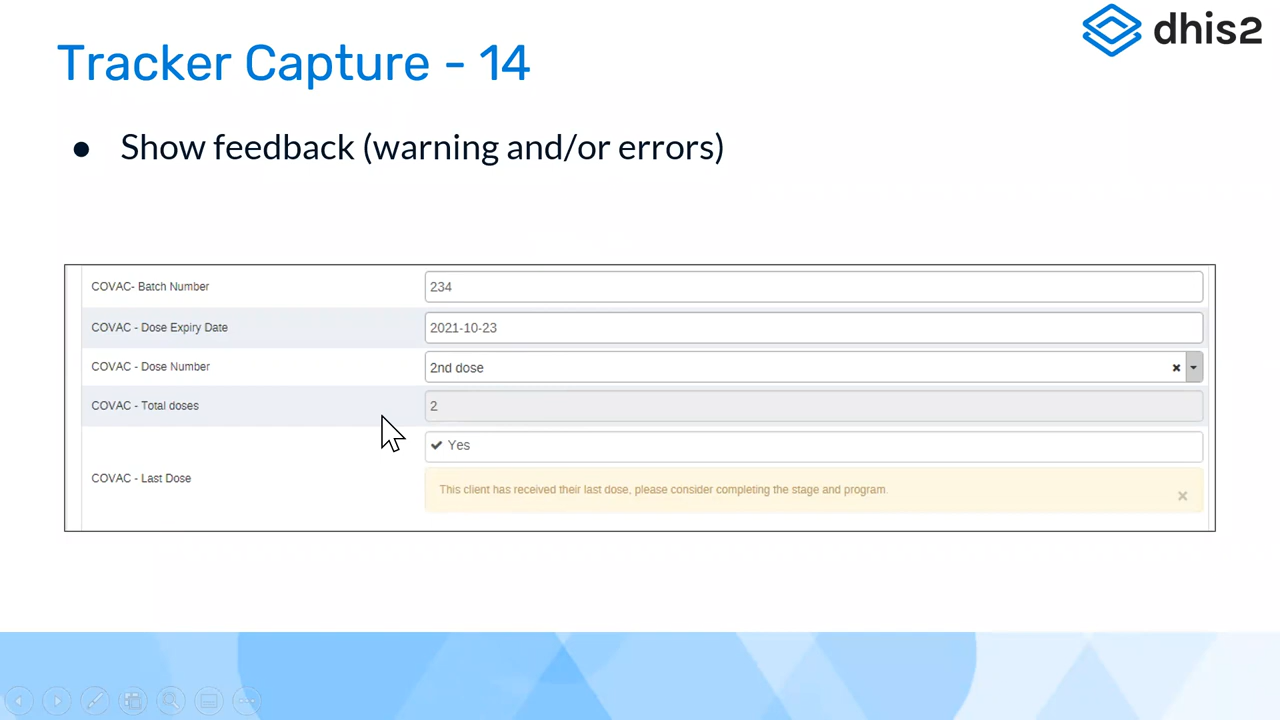 dhis2
Tracker Capture - 14
● Show feedback (warning and/or errors)
COVAC- Batch Number 234
COVAC - Dose Expiry Date 2021-10-23
COVAC - Dose Number 2nd dose
COVAC - Total doses 2
✔ Yes
COVAC - Last Dose
This client has received their last dose, please consider completing the stage and program.